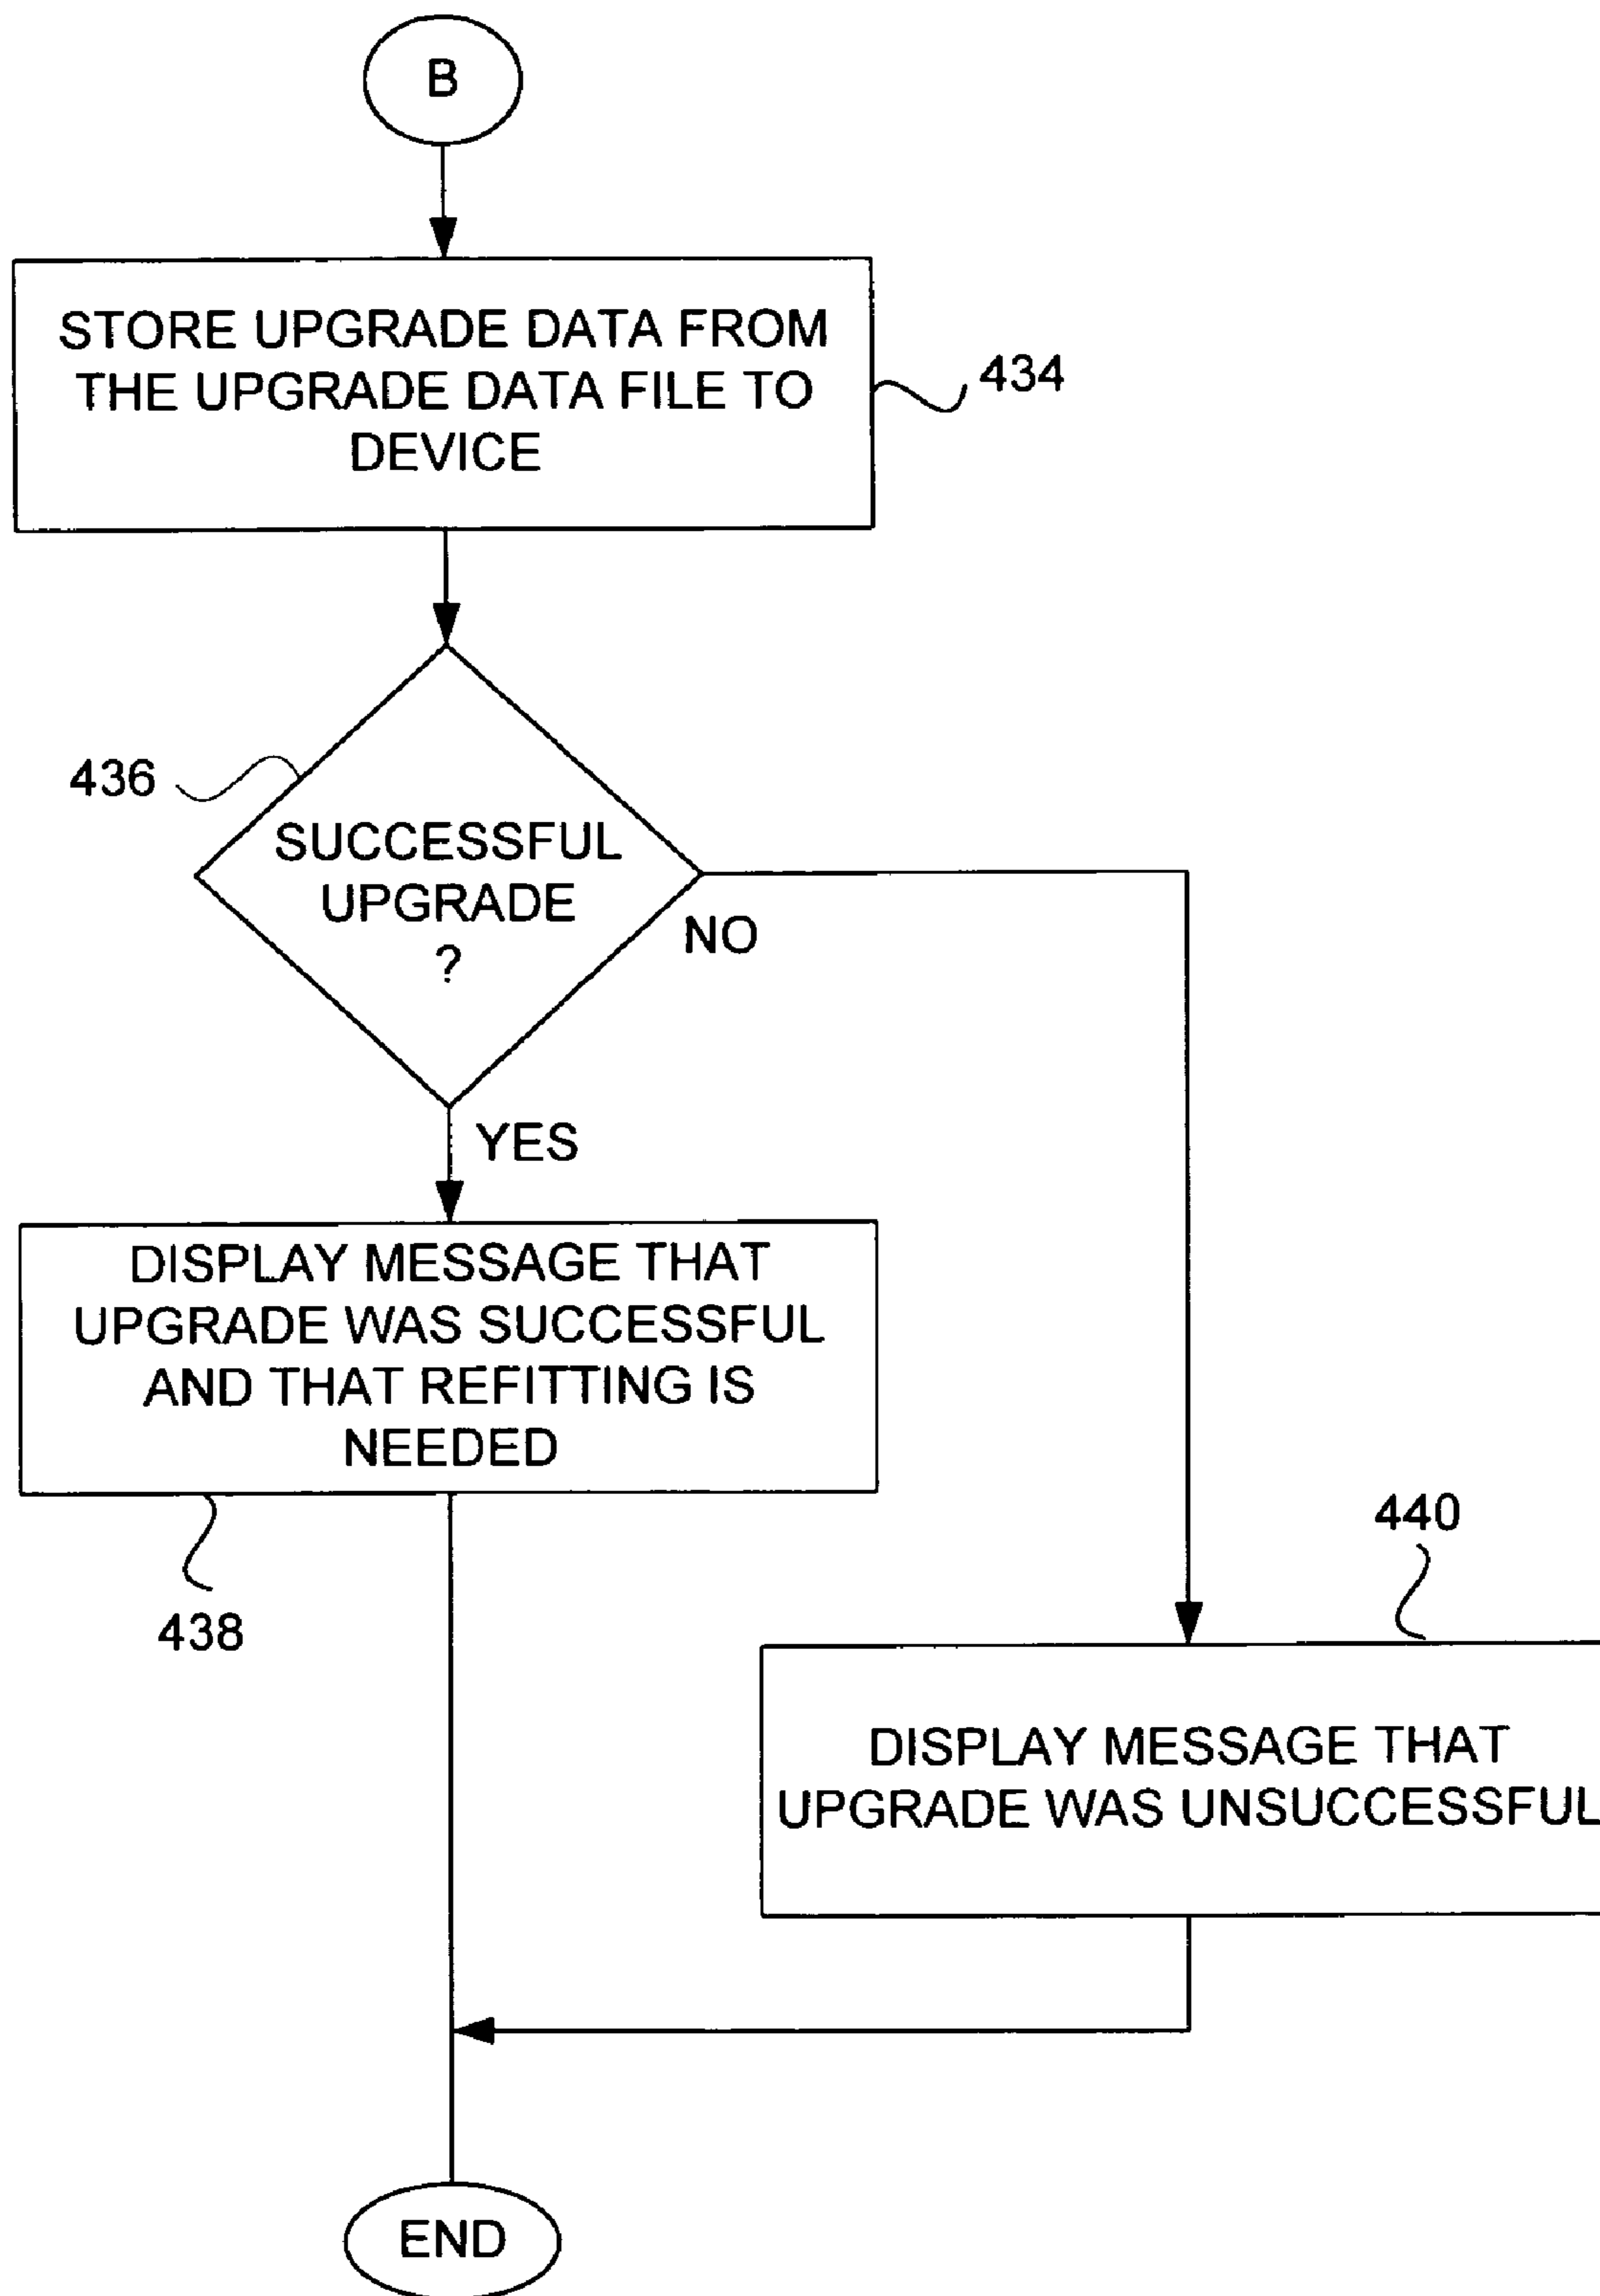 B
STORE UPGRADE DATA FROM
THE UPGRADE DATA FILE TO
DEVICE
434
436
SUCCESSFUL
UPGRADE
?
NO
YES
DISPLAY MESSAGE THAT
UPGRADE WAS SUCCESSFUL
AND THAT REFITTING IS
NEEDED
438
440
DISPLAY MESSAGE THAT
UPGRADE WAS UNSUCCESSFUL
END